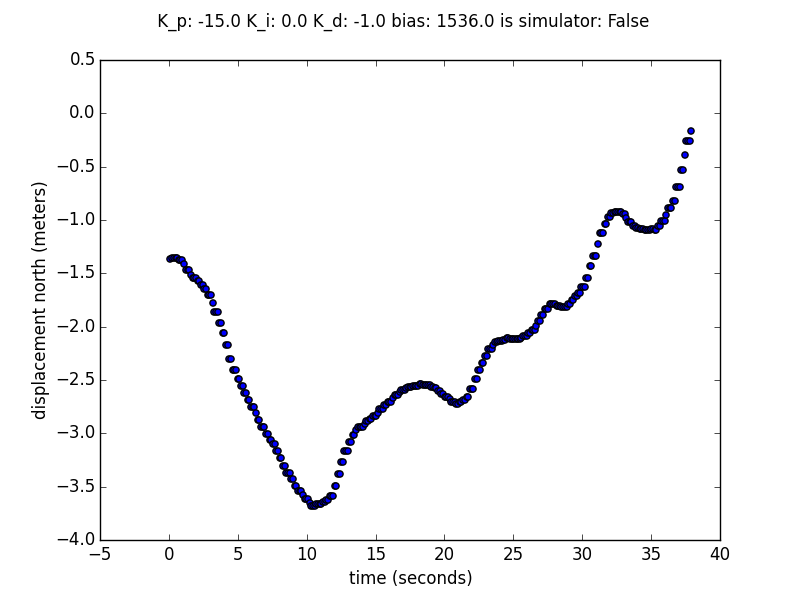 K_p: -15.0 K_i: 0.0 K_d: -1.0 bias: 1536.0 is simulator: False
0.5
0.0
−0.5
−1.0
−1.5
−2.0
−2.5
−3.0
−3.5
−4.0
displacement north (meters)
−5 0 5 10 15 20 25 30 35 40
time (seconds)